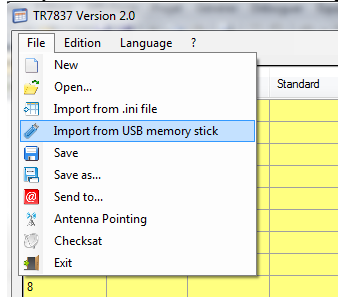 TR7837 Version 2.0
File Edition Language ?
New
Open...
Standard
Import from .ini file
Import from USB memory stick
Save
Save as...
Send to...
Antenna Pointing
Checksat
Exit
8